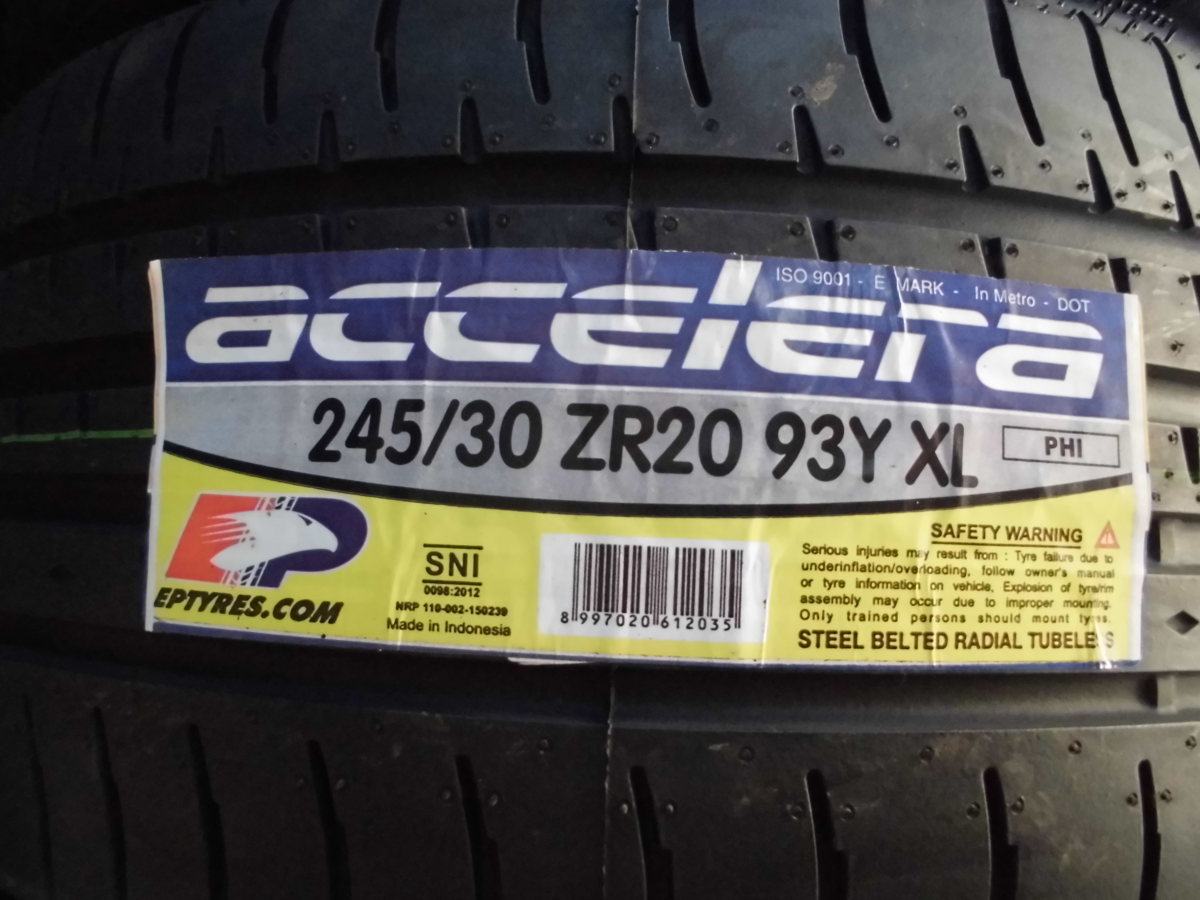 ISO 9001 - E MARK - In Metro - DOT
accelera
245/30 ZR20 93Y XL
PHI
EP
EPTYRES.COM
SNI
0098:2012
NRP 110-002-150239
Made in Indonesia
8 997020 612035
SAFETY WARNING
Serious injuries may result from : Tyre failure due to
underinflation/overloading, follow owner's manual
or tyre information on vehicle, Explosion of tyre/rim
assembly may occur due to improper mounting.
Only trained persons should mount tyres.
STEEL BELTED RADIAL TUBELESS